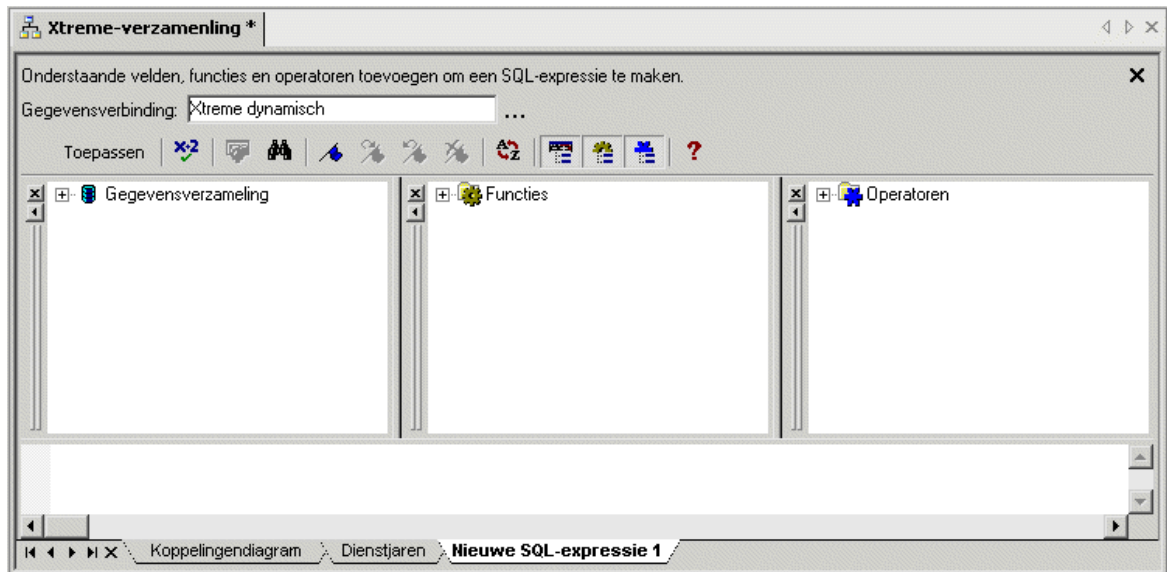 Xtreme-verzamenling *
Onderstaande velden, functies en operatoren toevoegen om een SQL-expressie te maken.
Gegevensverbinding: Xtreme dynamisch ...
Toepassen
Gegevensverzameling
Functies
Operatoren
Koppelingendiagram Dienstjaren Nieuwe SQL-expressie 1